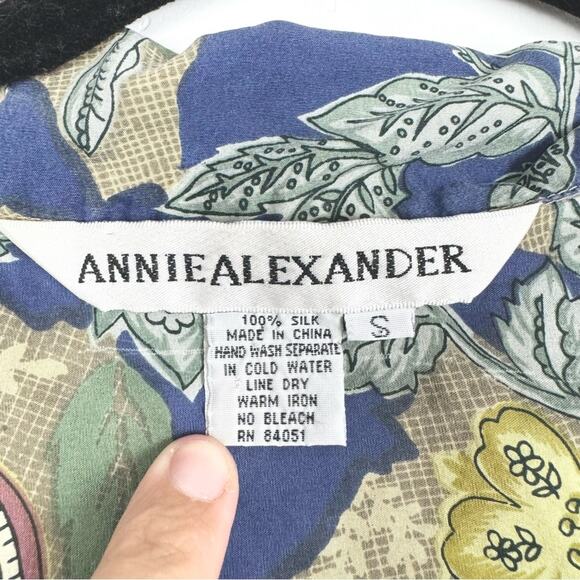 ANNIEALEXANDER
100% SILK
MADE IN CHINA
HAND WASH SEPARATE
IN COLD WATER
LINE DRY
WARM IRON
NO BLEACH
RN 84051
S